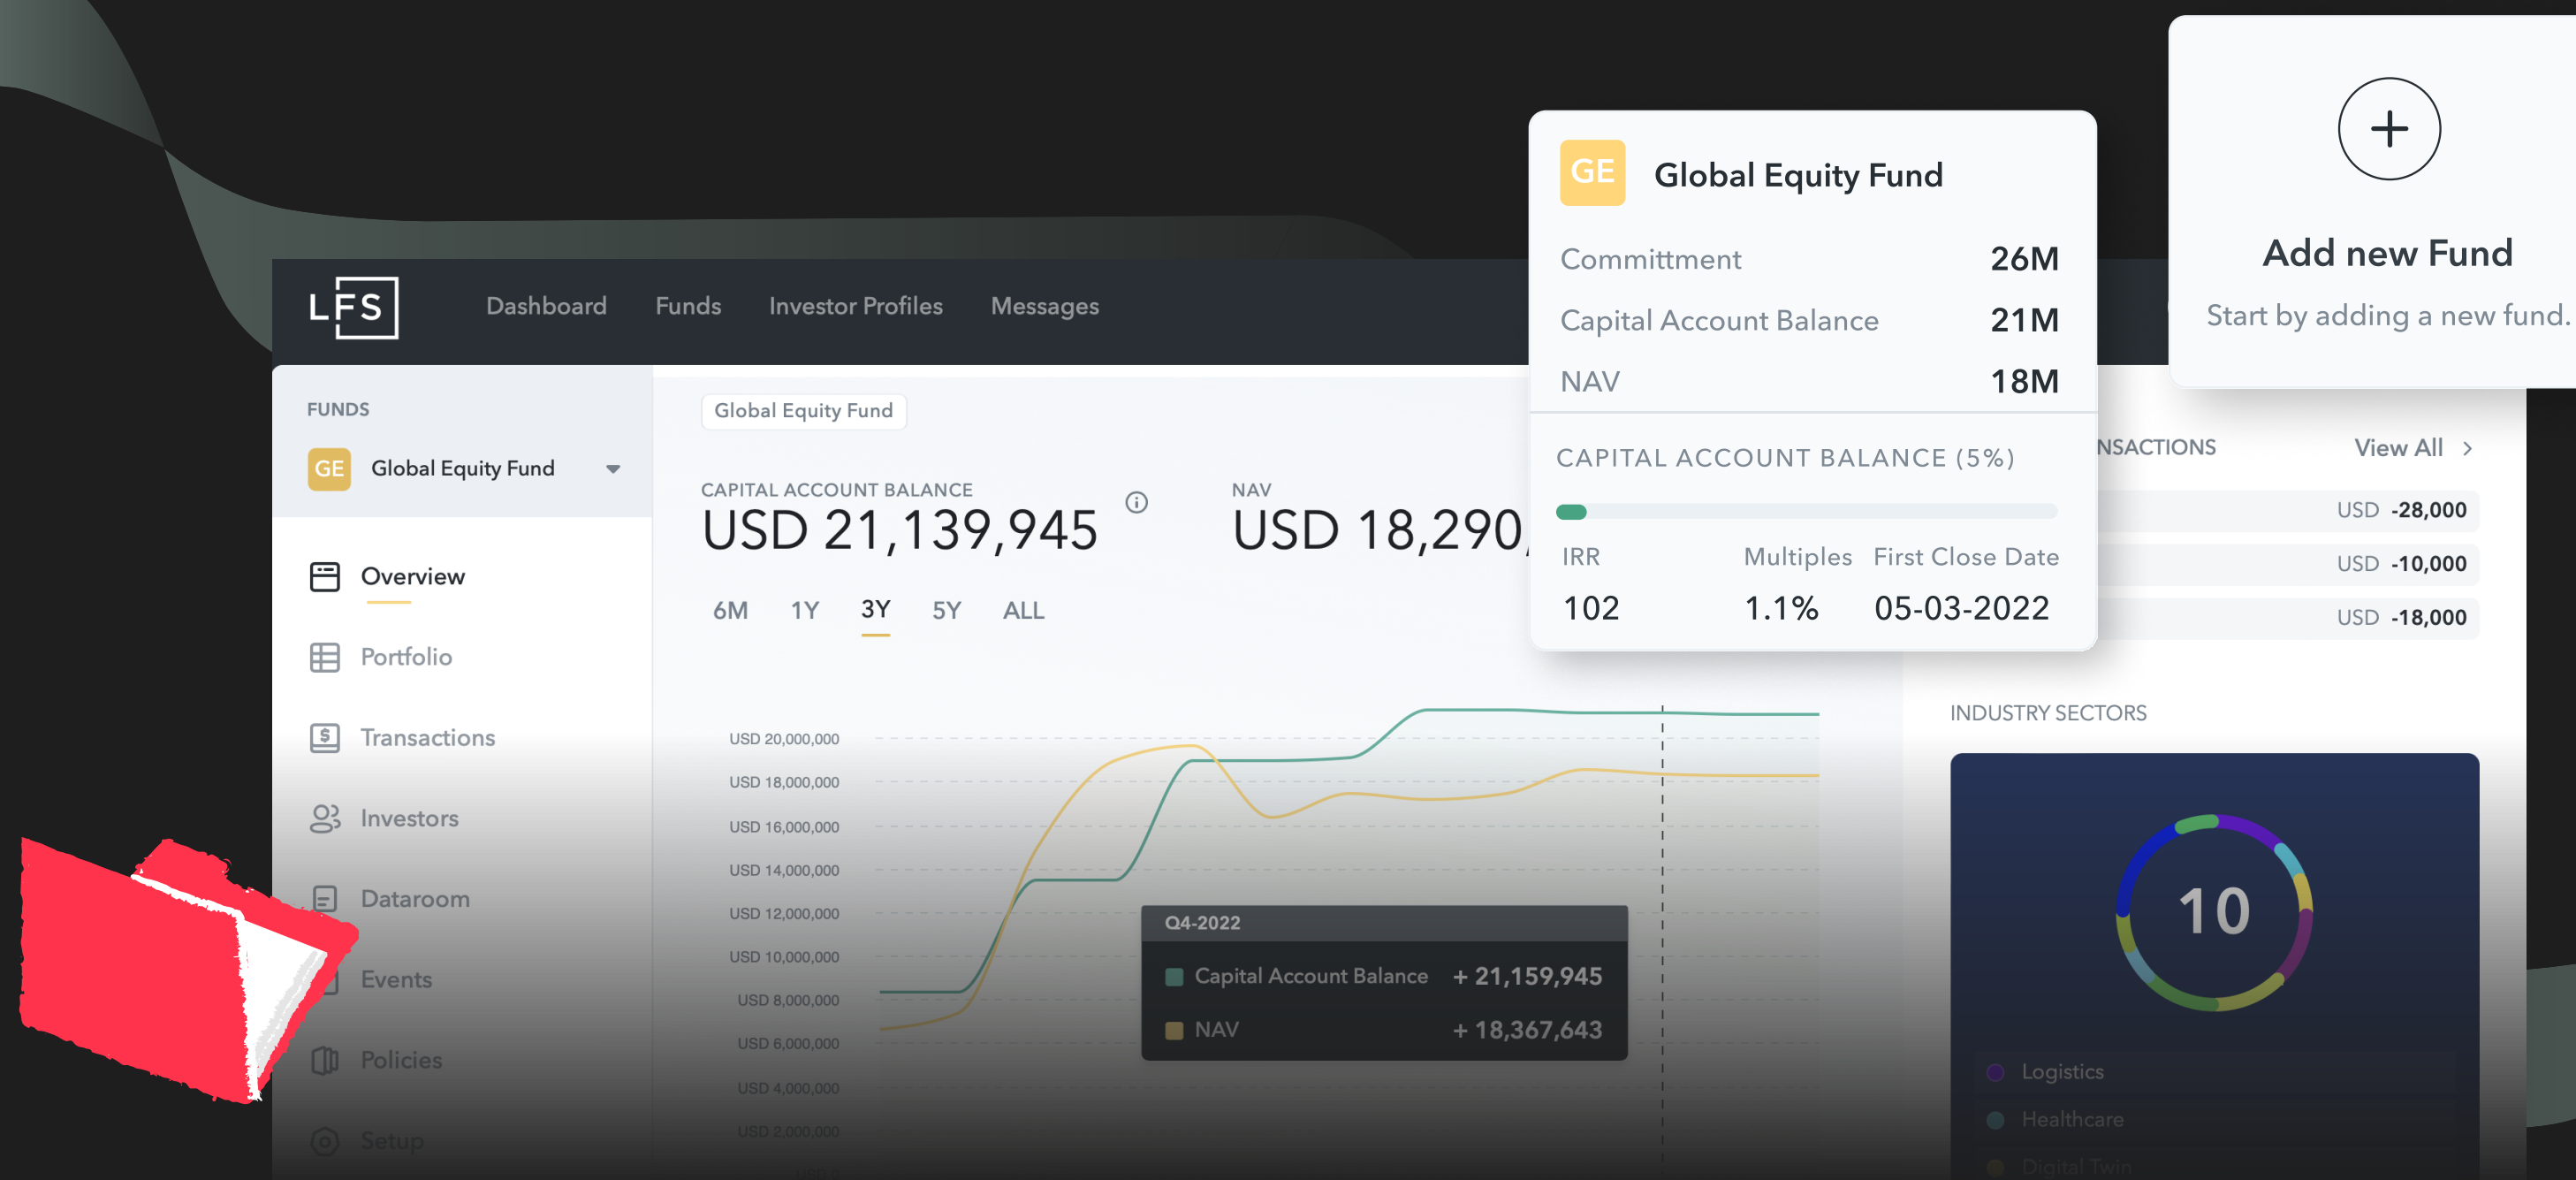 LFS
Dashboard
Funds
Investor Profiles
Messages
FUNDS
GE
Global Equity Fund
Overview
Portfolio
Transactions
Investors
Dataroom
Events
Policies
Setup
Global Equity Fund
CAPITAL ACCOUNT BALANCE
USD 21,139,945
NAV
USD 18,290,
6M 1Y 3Y 5Y ALL
USD 20,000,000
USD 18,000,000
USD 16,000,000
USD 14,000,000
USD 12,000,000
USD 10,000,000
USD 8,000,000
USD 6,000,000
USD 4,000,000
USD 2,000,000
USD 0
Q4-2022
Capital Account Balance + 21,159,945
NAV + 18,367,643
GE
Global Equity Fund
Committment 26M
Capital Account Balance 21M
NAV 18M
CAPITAL ACCOUNT BALANCE (5%)
IRR Multiples First Close Date
102 1.1% 05-03-2022
Add new Fund
Start by adding a new fund.
NSACTIONS View All
USD -28,000
USD -10,000
USD -18,000
INDUSTRY SECTORS
10
Logistics
Healthcare
Digital Twin